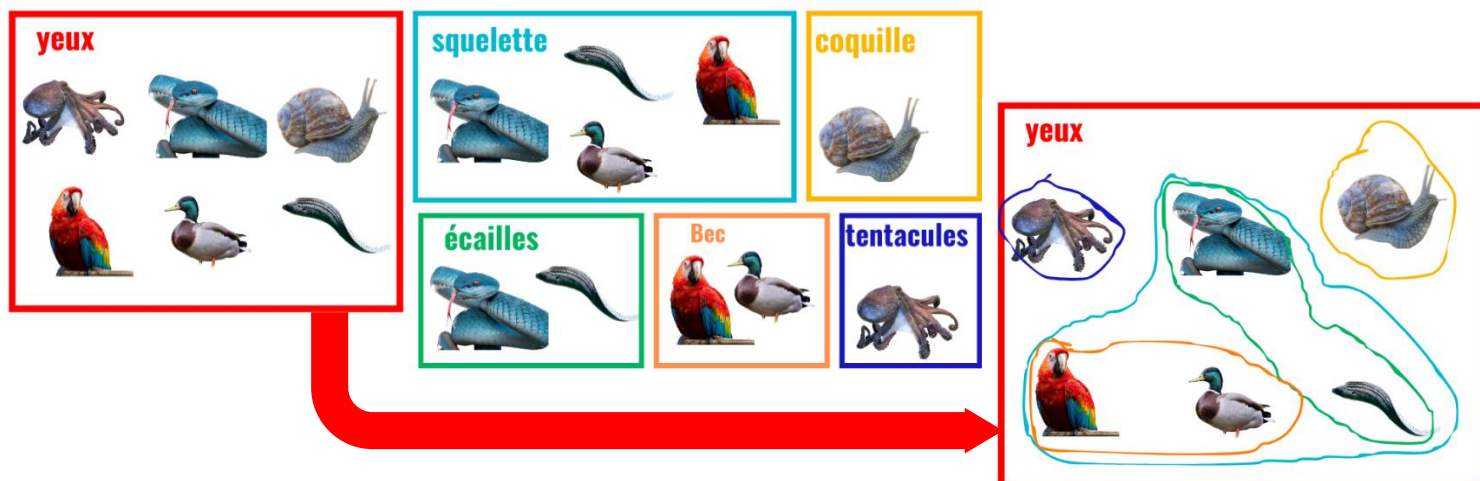 yeux
squelette
coquille
écailles
Bec
tentacules
yeux